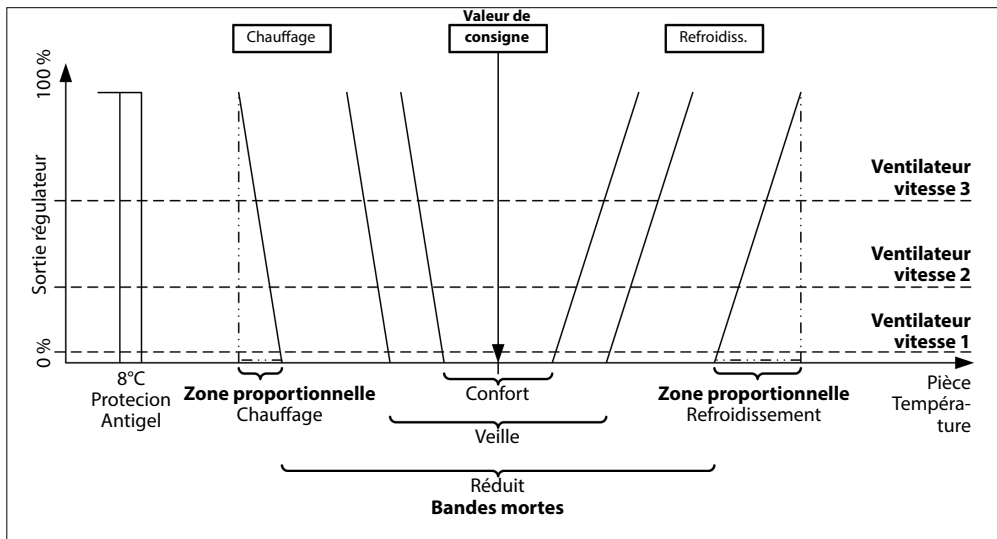 Valeur de
consigne
Chauffage
Refroidiss.
100 %
Sortie régulateur
0 %
Ventilateur
vitesse 3
Ventilateur
vitesse 2
Ventilateur
vitesse 1
8°C
Protecion
Antigel
Zone proportionnelle
Chauffage
Confort
Zone proportionnelle
Refroidissement
Pièce
Tempéra-
ture
Veille
Réduit
Bandes mortes